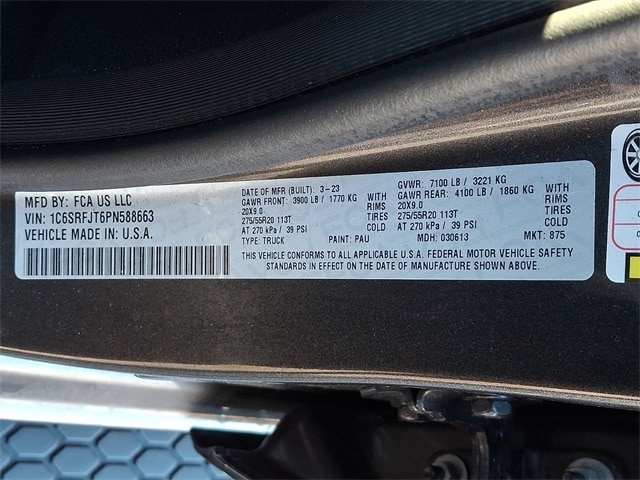 MFD BY: FCA US LLC
VIN: 1C6SRFJT6PN588663
VEHICLE MADE IN: U.S.A.
DATE OF MFR (BUILT): 3-23
GAWR FRONT: 3900 LB / 1770 KG WITH
20X9.0 RIMS
275/55R20 113T TIRES
AT 270 kPa / 39 PSI COLD
TYPE: TRUCK PAINT: PAU
GVWR: 7100 LB / 3221 KG
GAWR REAR: 4100 LB / 1860 KG WITH
20X9.0 RIMS
275/55R20 113T TIRES
AT 270 kPa / 39 PSI COLD
MDH: 030613 MKT: 875
THIS VEHICLE CONFORMS TO ALL APPLICABLE U.S.A. FEDERAL MOTOR VEHICLE SAFETY
STANDARDS IN EFFECT ON THE DATE OF MANUFACTURE SHOWN ABOVE.